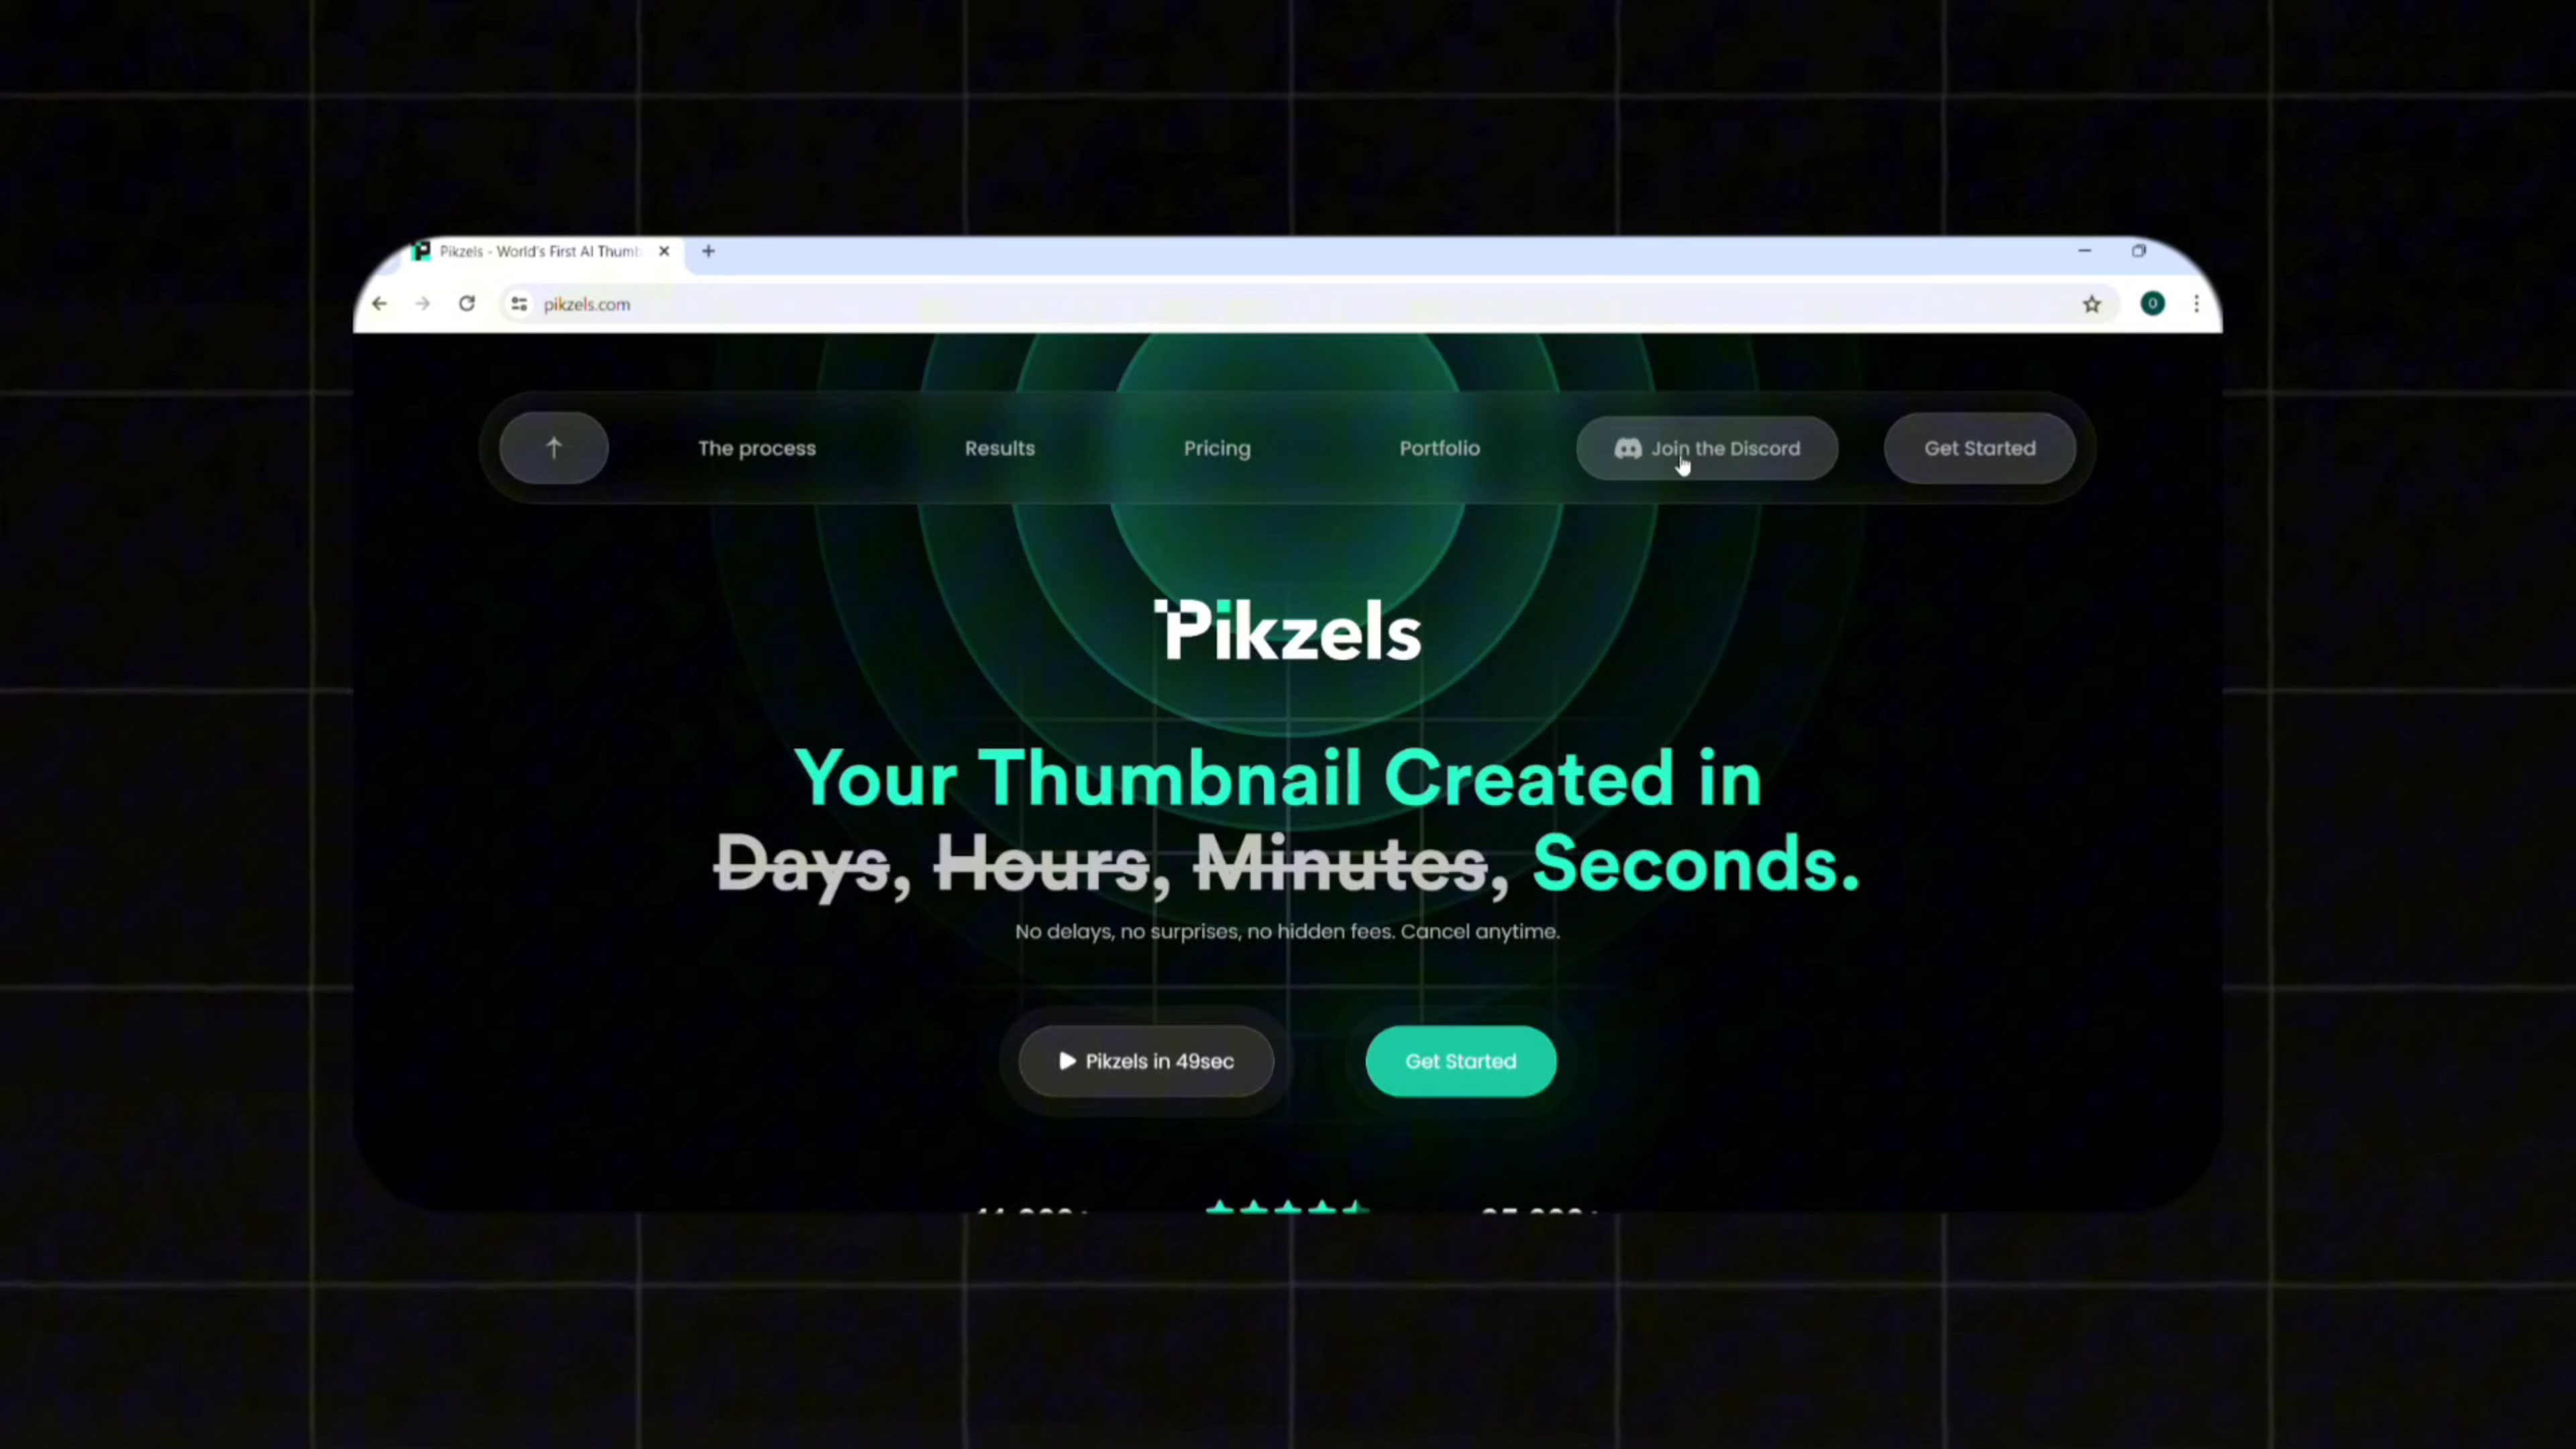 Pikzels - World's First AI Thumb
pikzels.com
The process
Results
Pricing
Portfolio
Join the Discord
Get Started
Pikzels
Your Thumbnail Created in
Days, Hours, Minutes, Seconds.
No delays, no surprises, no hidden fees. Cancel anytime.
Pikzels in 49sec
Get Started